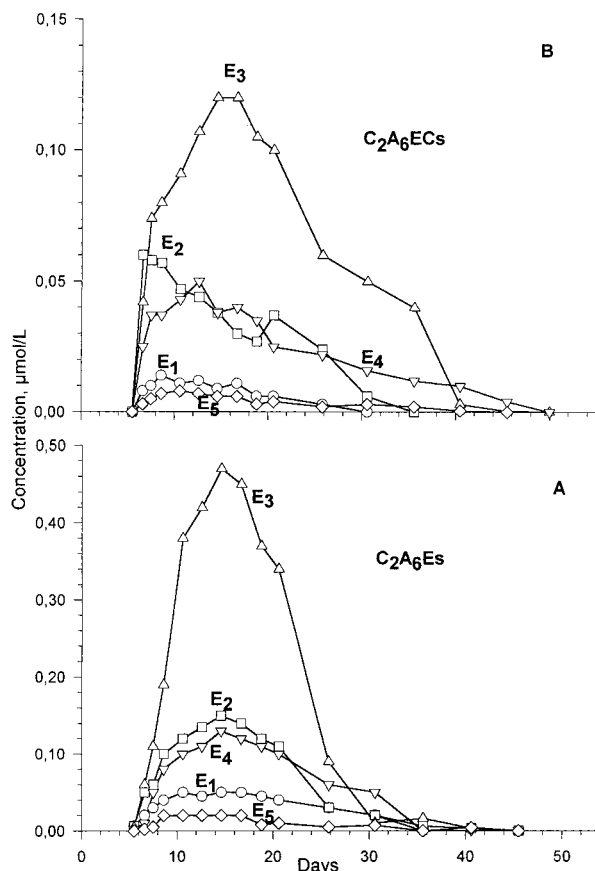 0,15
B
E3
C2A6ECs
0,10
E2
0,05
E4
E1
E5
0,00
Concentration, µmol/L
0,50
A
E3
0,40
C2A6Es
0,30
0,20
E2
E4
0,10
E1
E5
0,00
0 10 20 30 40 50
Days